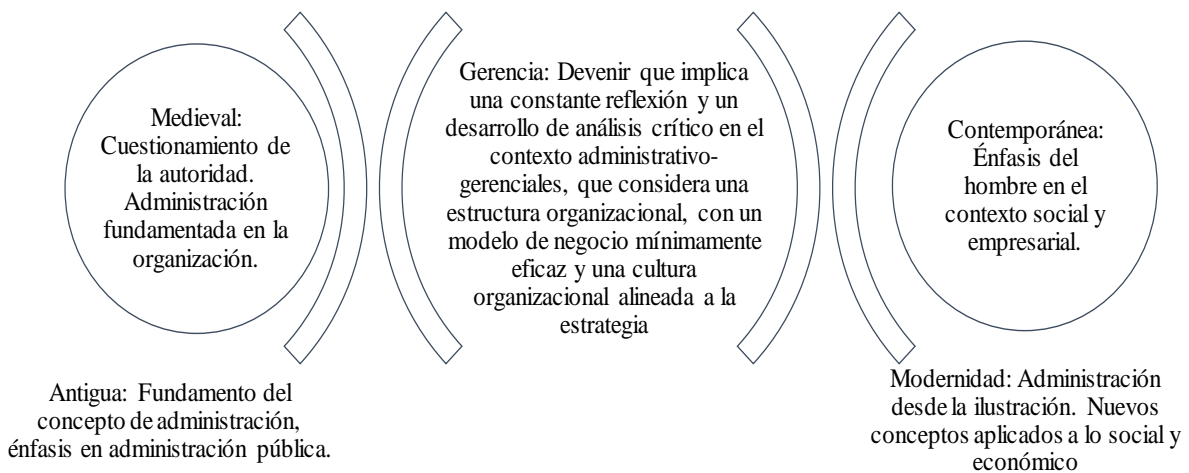 Medieval:
Cuestionamiento de
la autoridad.
Administración
fundamentada en la
organización.
Antigua: Fundamento del
concepto de administración,
énfasis en administración pública.
Gerencia: Devenir que implica
una constante reflexión y un
desarrollo de análisis crítico en el
contexto administrativo-
gerenciales, que considera una
estructura organizacional, con un
modelo de negocio mínimamente
eficaz y una cultura
organizacional alineada a la
estrategia
Contemporánea:
Énfasis del
hombre en el
contexto social y
empresarial.
Modernidad: Administración
desde la ilustración. Nuevos
conceptos aplicados a lo social y
económico